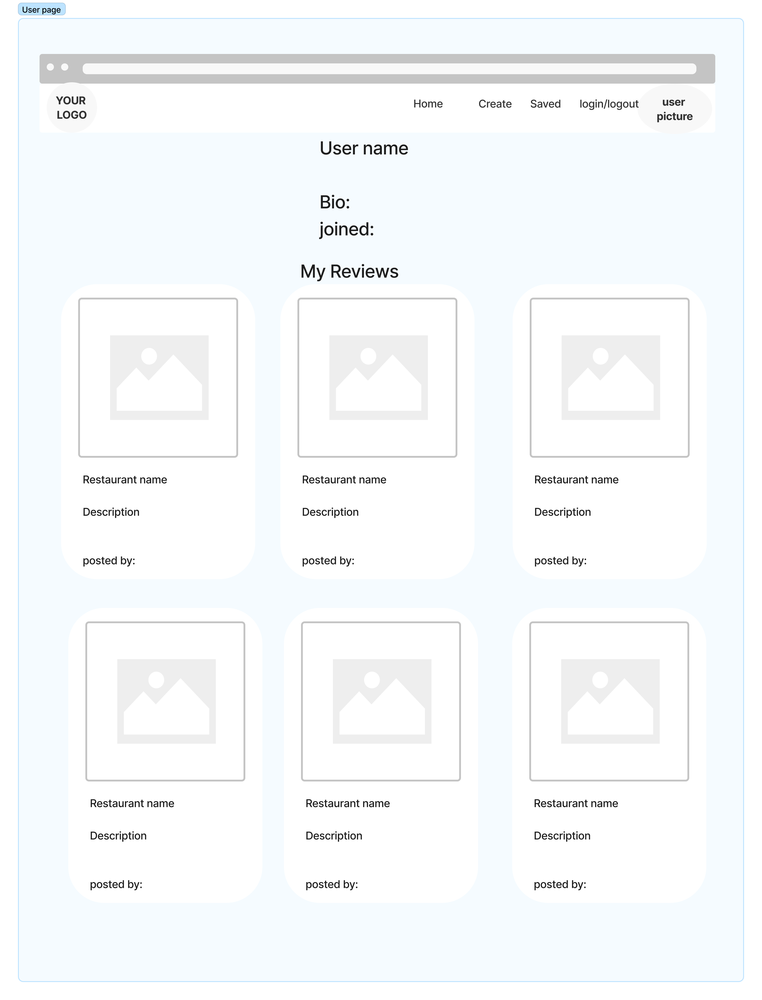 User page
YOUR
LOGO
Home
Create
Saved
login/logout
user
picture
User name
Bio:
joined:
My Reviews
Restaurant name
Description
posted by:
Restaurant name
Description
posted by:
Restaurant name
Description
posted by:
Restaurant name
Description
posted by:
Restaurant name
Description
posted by:
Restaurant name
Description
posted by: